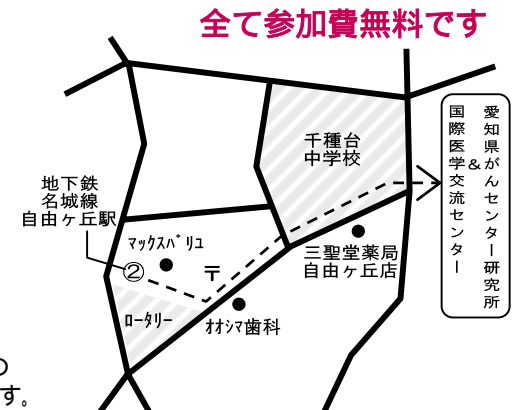 全て参加費無料です
千種台
中学校
地下鉄
名城線
自由ヶ丘駅
ﾏｯｸｽﾊﾞﾘｭ
②
〒
ﾛｰﾀﾘｰ
ｵｵｼﾏ歯科
三聖堂薬局
自由ヶ丘店
愛知県がんセンター研究所
&
国際医学交流センター
の
す。